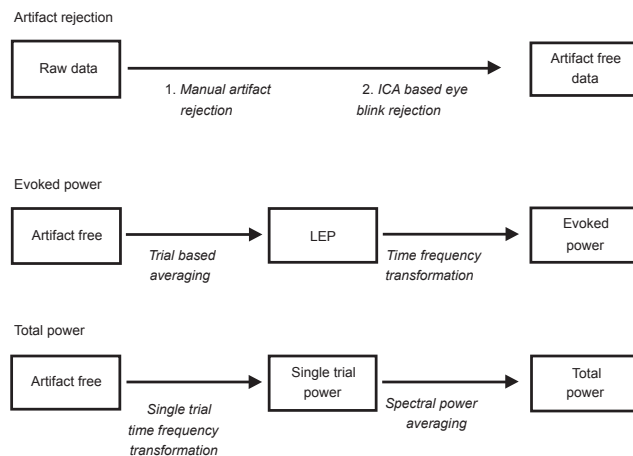 Artifact rejection
Raw data
1. Manual artifact
rejection
2. ICA based eye
blink rejection
Artifact free
data
Evoked power
Artifact free
Trial based
averaging
LEP
Time frequency
transformation
Evoked
power
Total power
Artifact free
Single trial
time frequency
transformation
Single trial
power
Spectral power
averaging
Total
power